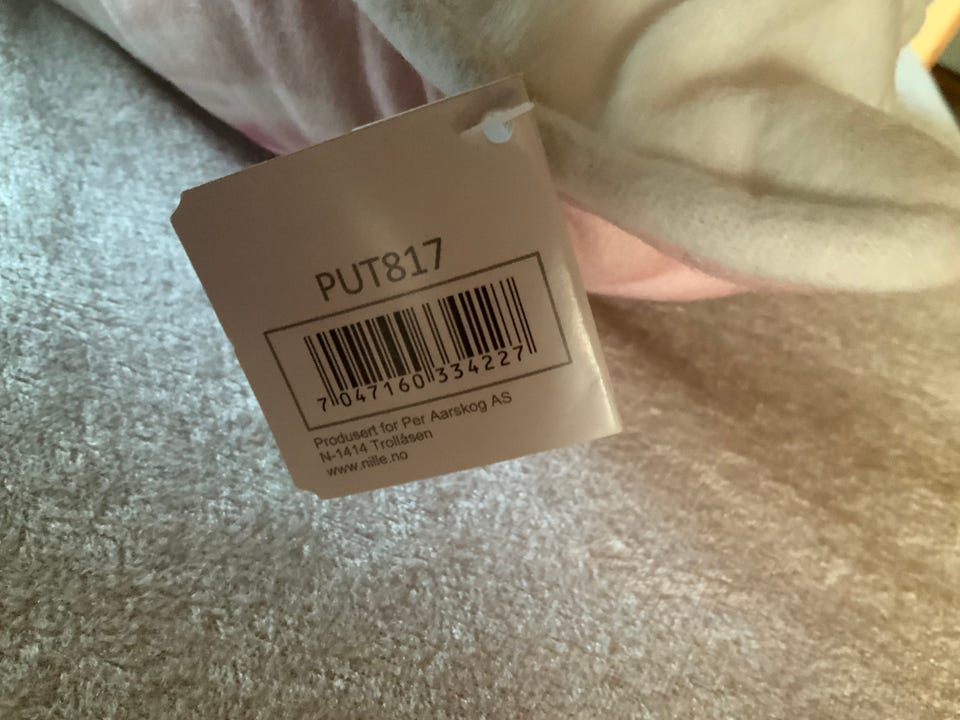 PUT817
7 047160 334227
Produsert for Per Aarskog AS
N-1414 Trollåsen
www.nille.no